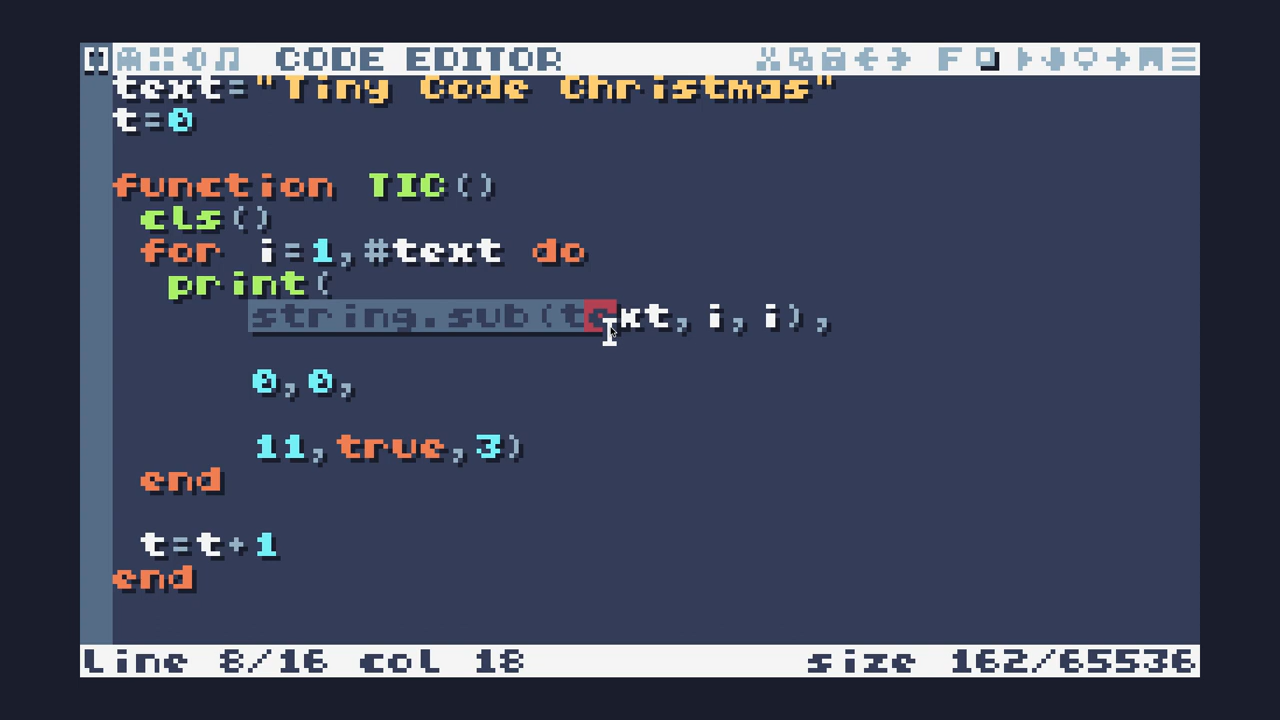 CODE EDITOR
text="Tiny Code Christmas"
t=0
function TIC()
cls()
for i=1,#text do
print(
string.sub(text,i,i),
0,0,
11,true,3)
end
t=t+1
end
line 8/16 col 18
size 162/65536